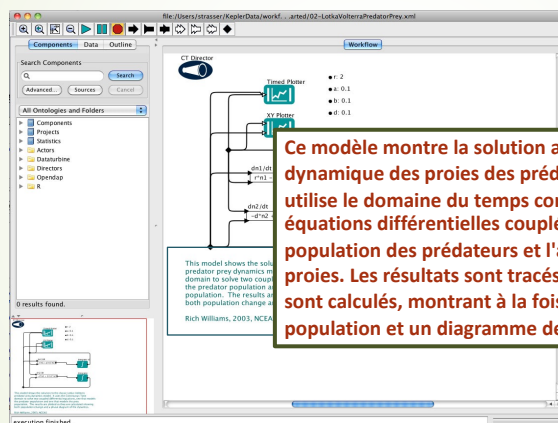 file:/Users/strasser/KeplerData/workf. . .arted/02-LotkaVolterraPredatorPrey.xml
Components Data Outline
Workflow
Search Components
Search
Advanced... Sources Cancel
All Ontologies and Folders
Components
Projects
Statistics
Actors
Dataturbine
Directors
Opendap
R
0 results found.
CT Director
Timed Plotter
XY Plotter
r: 2
a: 0.1
b: 0.1
d: 0.1
dn1/dt
r*n1 -
dn2/dt
-d*n2
Ce modèle montre la solution a
dynamique des proies des préd
utilise le domaine du temps con
équations différentielles couplé
population des prédateurs et l'a
proies. Les résultats sont tracés
sont calculés, montrant à la fois
population et un diagramme de
This model shows the solu
predator prey dynamics m
domain to solve two coupl
the predator population an
population. The results ar
both population change an
Rich Williams, 2003, NCEA
execution finished.